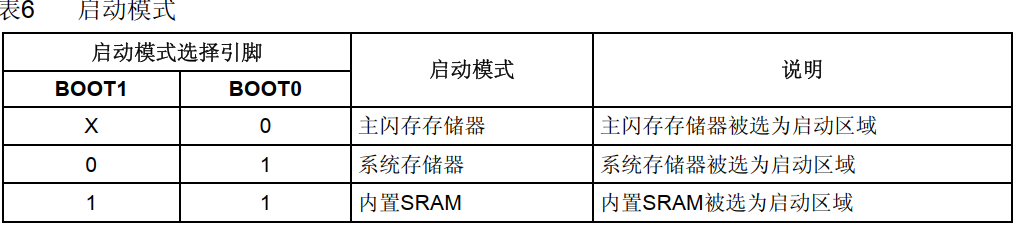 表6 启动模式
启动模式选择引脚 启动模式 说明
BOOT1 BOOT0
X 0 主闪存存储器 主闪存存储器被选为启动区域
0 1 系统存储器 系统存储器被选为启动区域
1 1 内置SRAM 内置SRAM被选为启动区域